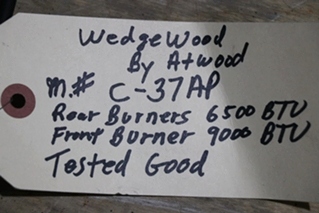 WedgeWood
By Atwood
M.# C-37AP
Rear Burners 6500 BTU
Front Burner 9000 BTU
Tested Good